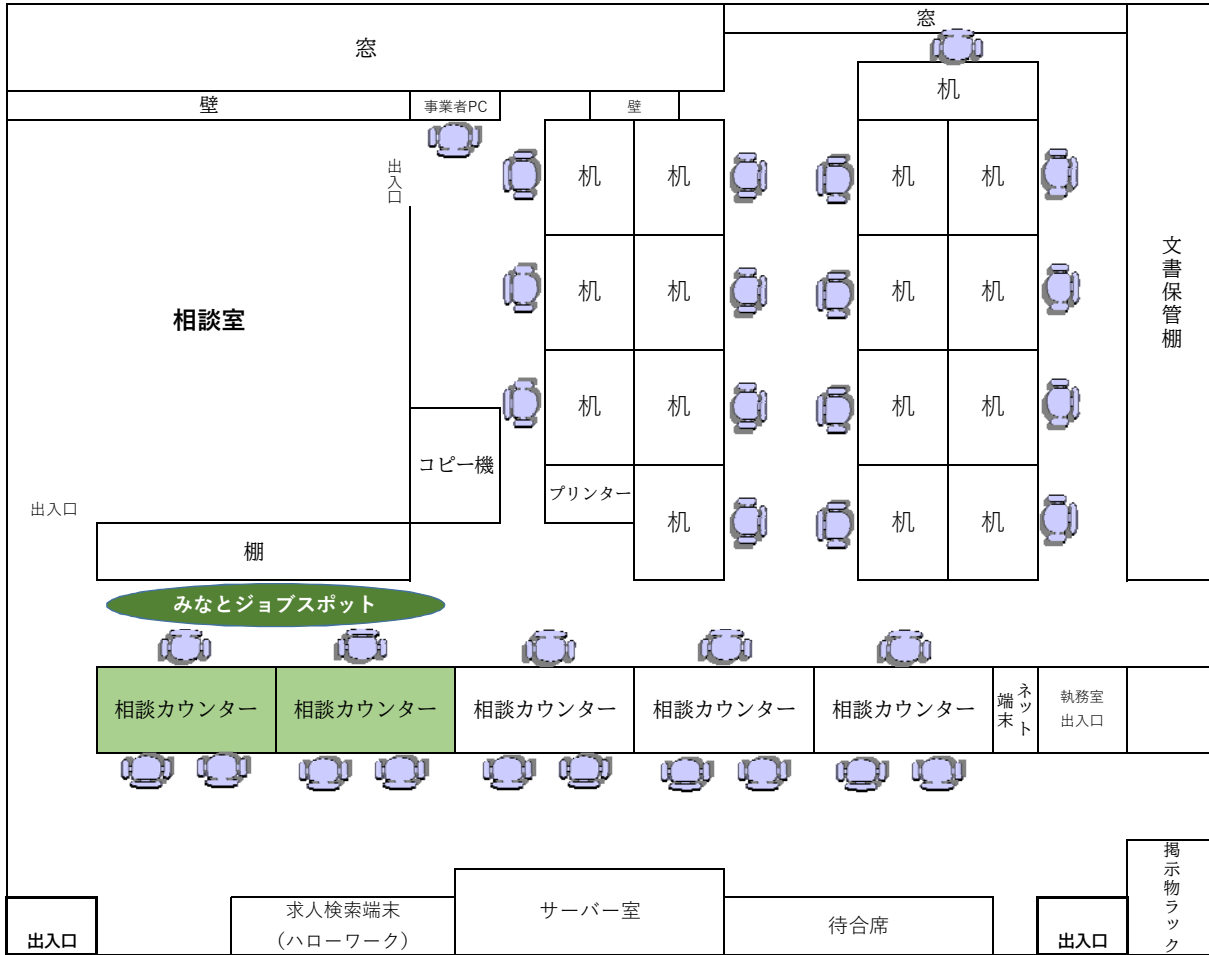 窓
窓
壁
事業者PC
壁
机
出入口
机
机
机
机
机
机
机
机
相談室
文書保管棚
机
机
机
机
コピー機
プリンター
机
机
机
出入口
棚
みなとジョブスポット
相談カウンター
相談カウンター
相談カウンター
相談カウンター
相談カウンター
ネット
端末
執務室
出入口
掲示物ラック
出入口
求人検索端末
(ハローワーク)
サーバー室
待合席
出入口